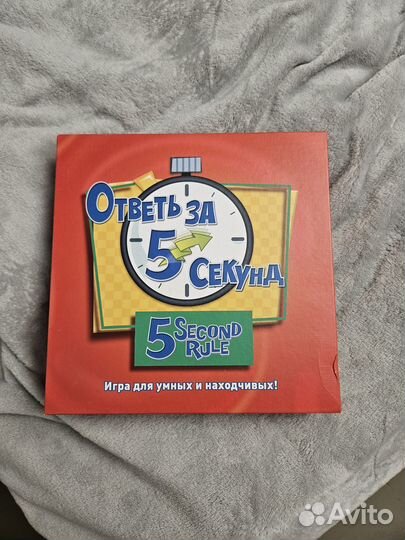 Ответь за
5 секунд
5 Second
Rule
Игра для умных и находчивых!
Avito